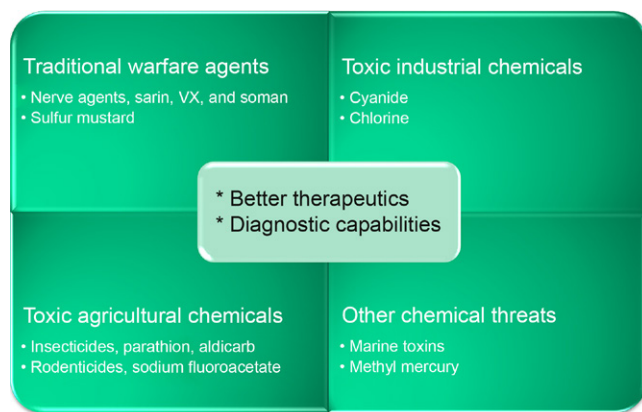 Traditional warfare agents
• Nerve agents, sarin, VX, and soman
• Sulfur mustard
Toxic industrial chemicals
• Cyanide
• Chlorine
* Better therapeutics
* Diagnostic capabilities
Toxic agricultural chemicals
• Insecticides, parathion, aldicarb
• Rodenticides, sodium fluoroacetate
Other chemical threats
• Marine toxins
• Methyl mercury